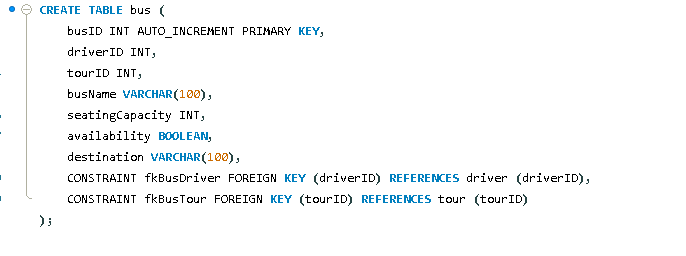 CREATE TABLE bus (
busID INT AUTO_INCREMENT PRIMARY KEY,
driverID INT,
tourID INT,
busName VARCHAR(100),
seatingCapacity INT,
availability BOOLEAN,
destination VARCHAR(100),
CONSTRAINT fkBusDriver FOREIGN KEY (driverID) REFERENCES driver (driverID),
CONSTRAINT fkBusTour FOREIGN KEY (tourID) REFERENCES tour (tourID)
);